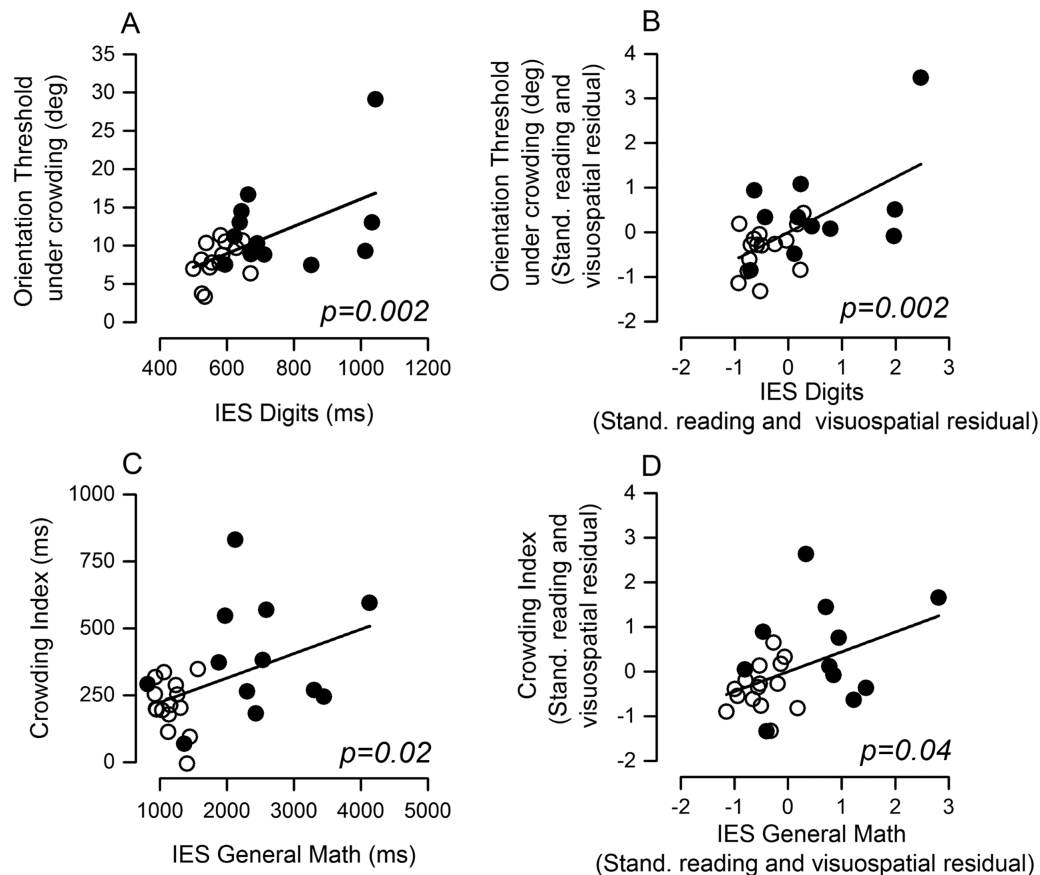 A
Orientation Threshold
under crowding (deg)
35
30
25
20
15
10
5
0
p=0.002
400 600 800 1000 1200
IES Digits (ms)
B
Orientation Threshold
under crowding (deg)
(Stand. reading and
visuospatial residual)
4
3
2
1
0
-1
-2
p=0.002
-2 -1 0 1 2 3
IES Digits
(Stand. reading and visuospatial residual)
C
Crowding Index (ms)
1000
750
500
250
0
p=0.02
1000 2000 3000 4000 5000
IES General Math (ms)
D
Crowding Index
(Stand. reading and
visuospatial residual)
4
3
2
1
0
-1
-2
p=0.04
-2 -1 0 1 2 3
IES General Math
(Stand. reading and visuospatial residual)